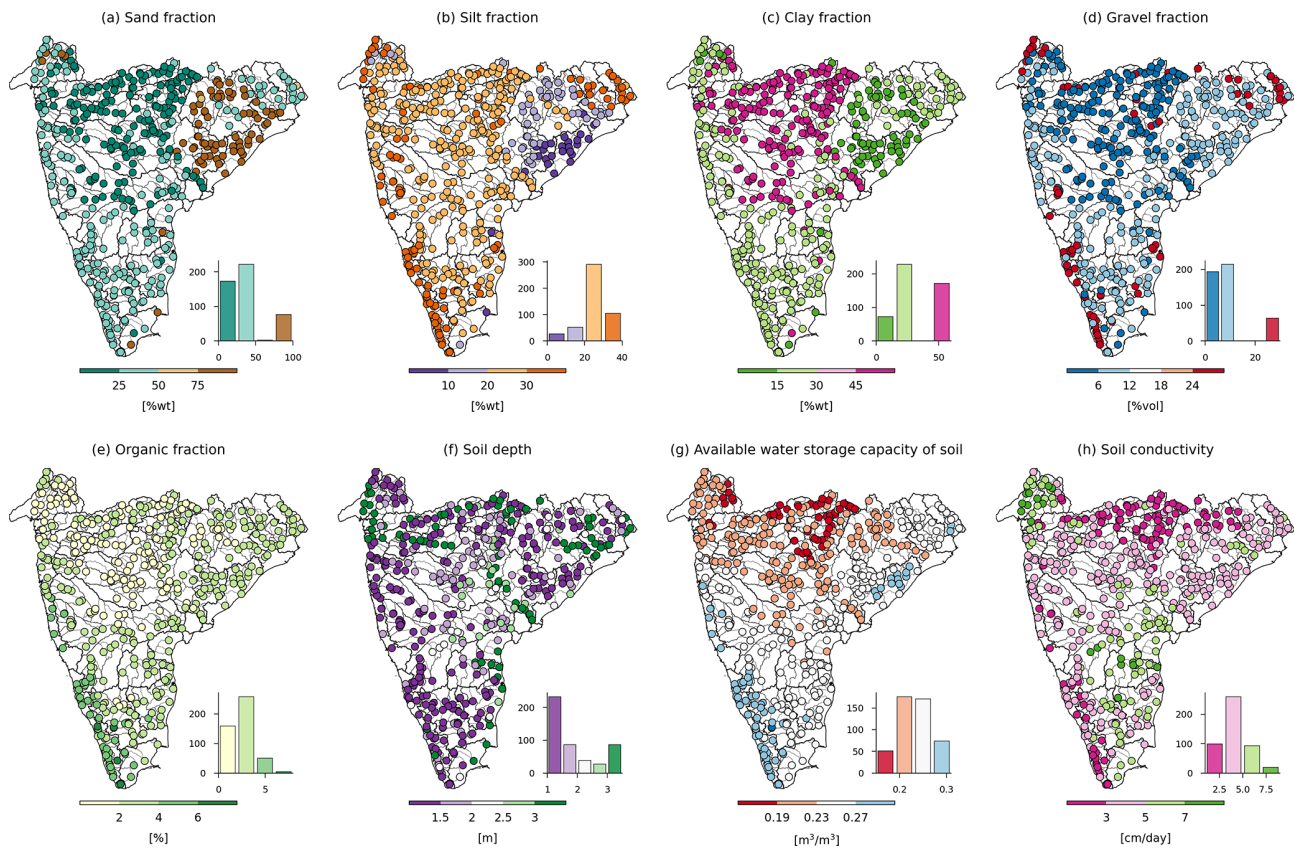 (a) Sand fraction
(b) Silt fraction
(c) Clay fraction
(d) Gravel fraction
200
100
0
0 50 100
300
200
100
0
0 20 40
200
100
0
0 50
200
100
0
0 20
25 50 75
10 20 30
15 30 45
6 12 18 24
[%wt]
[%wt]
[%wt]
[%vol]
(e) Organic fraction
(f) Soil depth
(g) Available water storage capacity of soil
(h) Soil conductivity
200
100
0
0 5
200
100
0
1 2 3
150
100
50
0
0.2 0.3
200
100
0
2.5 5.0 7.5
2 4 6
1.5 2 2.5 3
0.19 0.23 0.27
3 5 7
[%]
[m]
[m³/m³]
[cm/day]